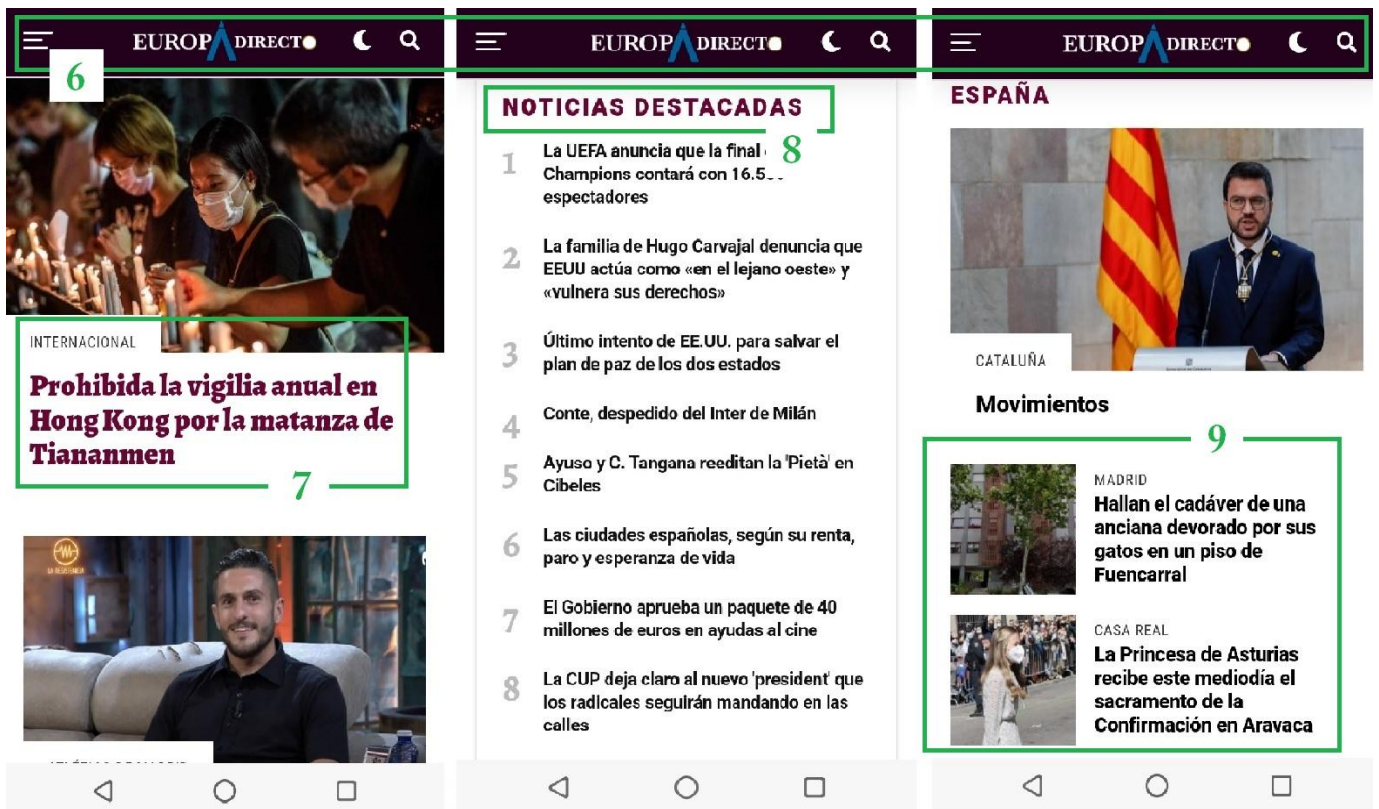 EUROPA DIRECTO
6
INTERNACIONAL
Prohibida la vigilia anual en
Hong Kong por la matanza de
Tiananmen
7
LA RESISTENCIA
EUROPA DIRECTO
NOTICIAS DESTACADAS
8
1
La UEFA anuncia que la final
Champions contará con 16.5
espectadores
2
La familia de Hugo Carvajal denuncia que
EEUU actúa como «en el lejano oeste» y
«vulnera sus derechos»
3
Último intento de EE.UU. para salvar el
plan de paz de los dos estados
4
Conte, despedido del Inter de Milán
5
Ayuso y C. Tangana reeditan la 'Pietà' en
Cibeles
6
Las ciudades españolas, según su renta,
paro y esperanza de vida
7
El Gobierno aprueba un paquete de 40
millones de euros en ayudas al cine
8
La CUP deja claro al nuevo 'president' que
los radicales seguirán mandando en las
calles
EUROPA DIRECTO
ESPAÑA
CATALUÑA
Movimientos
9
MADRID
Hallan el cadáver de una
anciana devorado por sus
gatos en un piso de
Fuencarral
CASA REAL
La Princesa de Asturias
recibe este mediodía el
sacramento de la
Confirmación en Aravaca